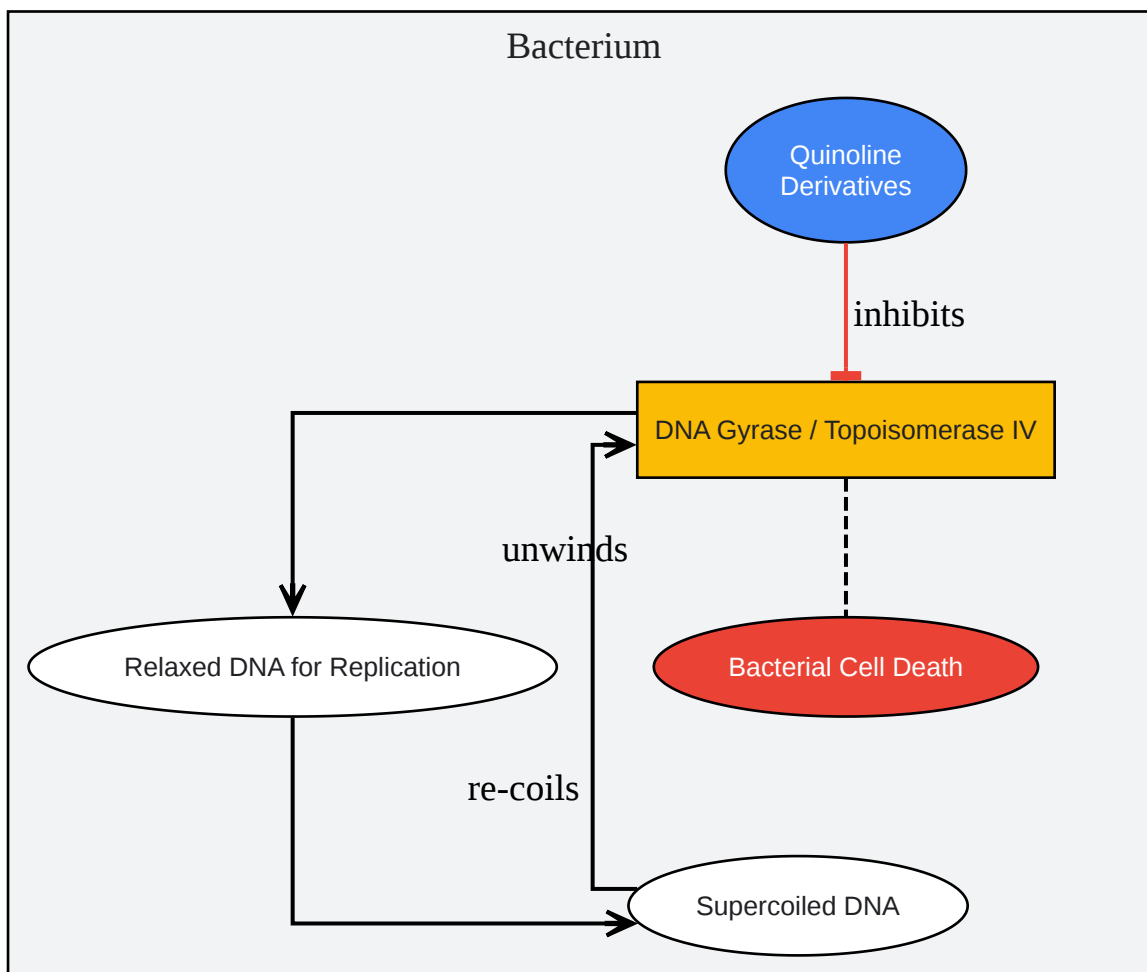 Bacterium
Quinoline
Derivatives
inhibits
DNA Gyrase / Topoisomerase IV
unwinds
Relaxed DNA for Replication
Bacterial Cell Death
re-coils
Supercoiled DNA